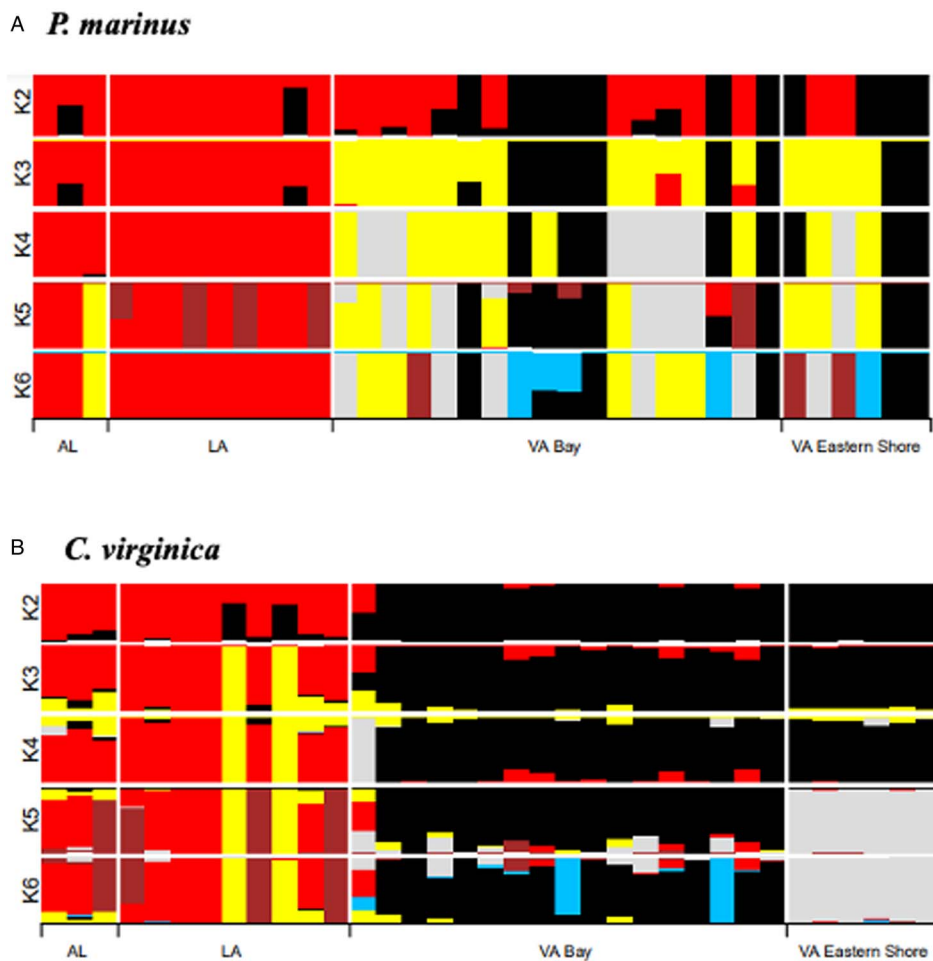 A P. marinus
K2
K3
K4
K5
K6
AL LA VA Bay VA Eastern Shore
B C. virginica
K2
K3
K4
K5
K6
AL LA VA Bay VA Eastern Shore